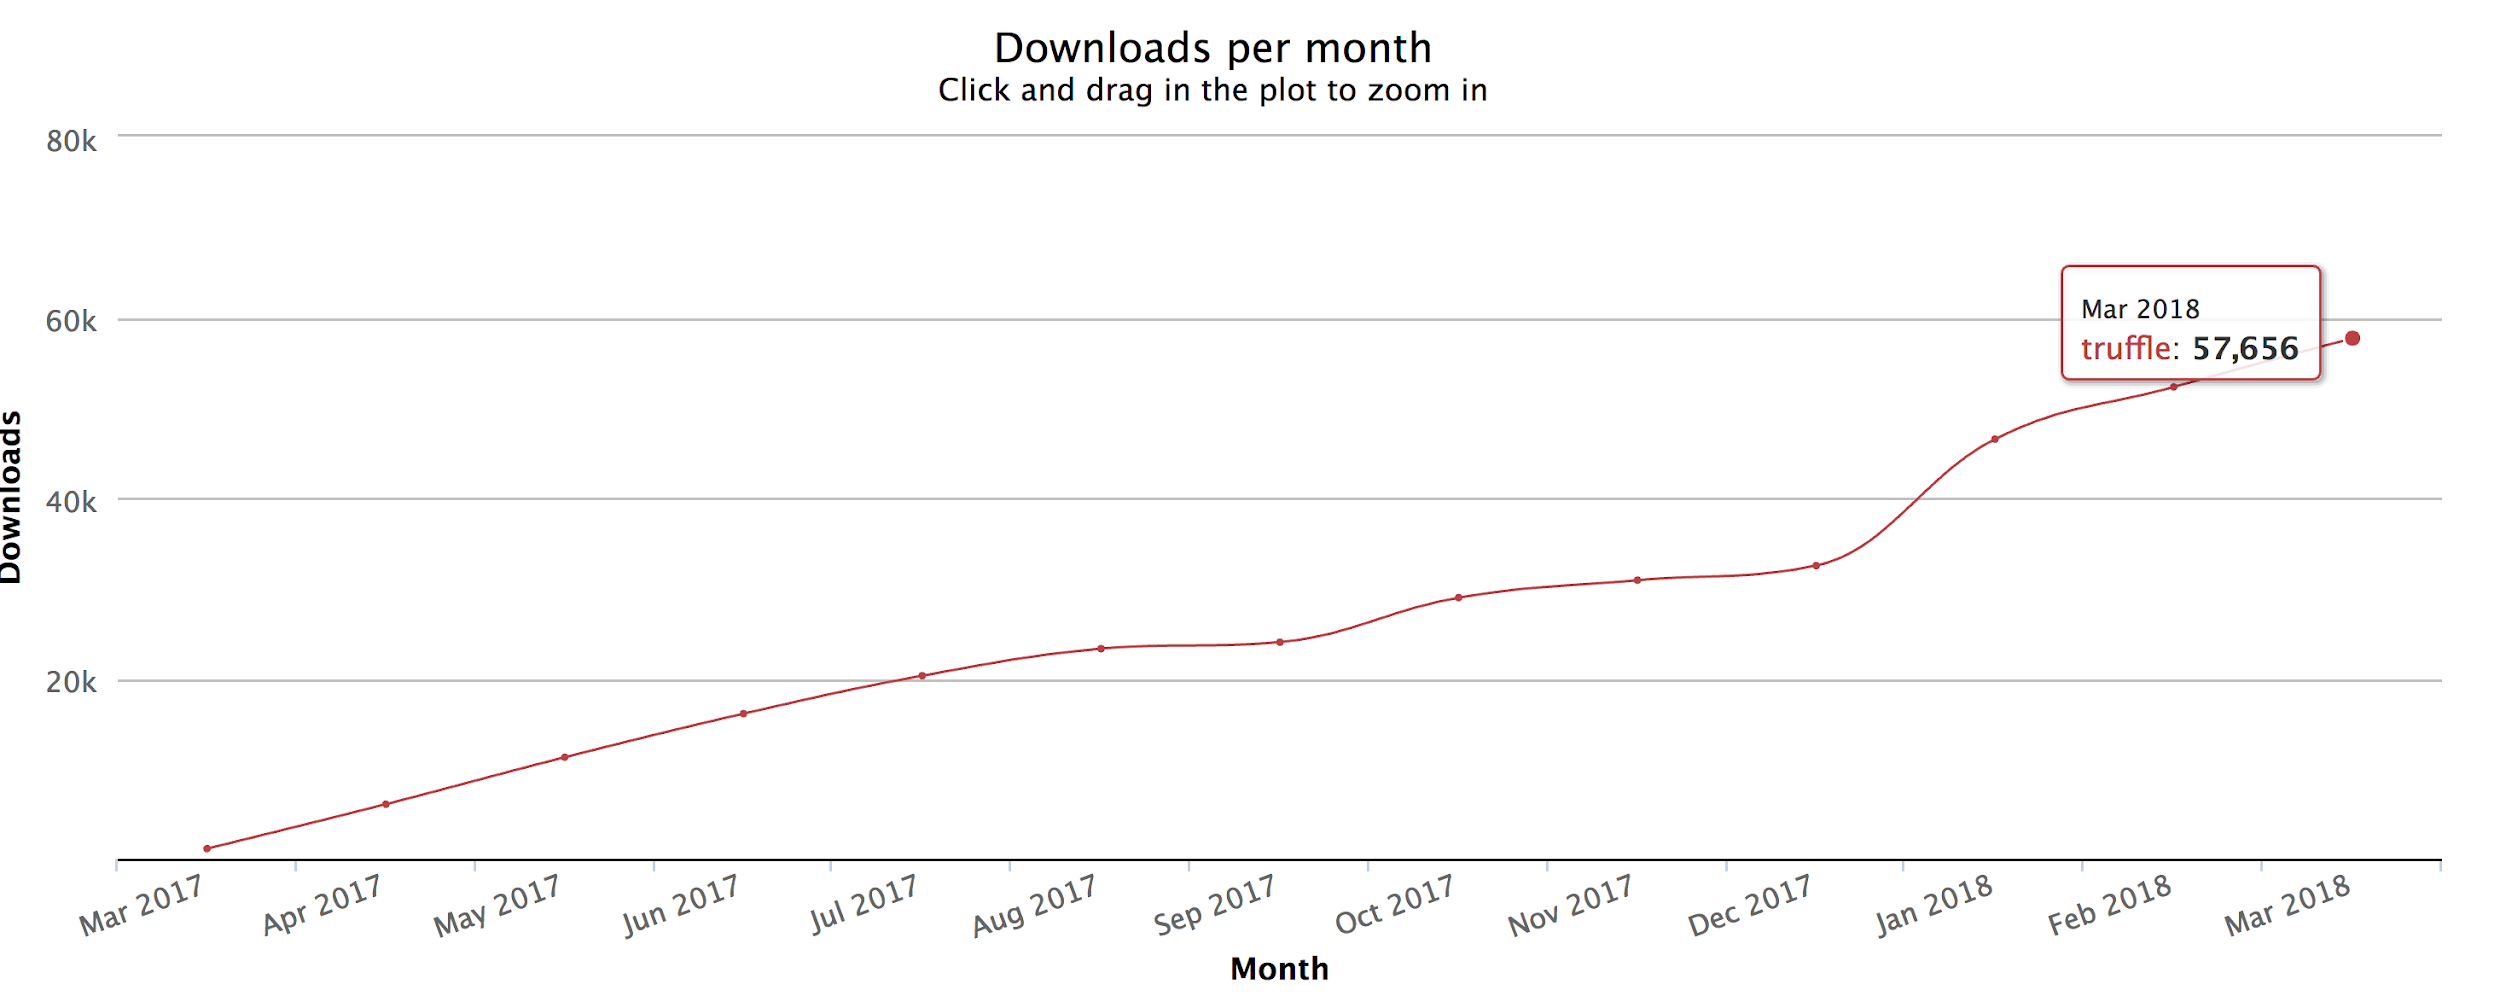 Downloads per month
Click and drag in the plot to zoom in
80k
60k
40k
20k
Downloads
Mar 2018
truffle: 57,656
Mar 2017
Apr 2017
May 2017
Jun 2017
Jul 2017
Aug 2017
Sep 2017
Oct 2017
Nov 2017
Dec 2017
Jan 2018
Feb 2018
Mar 2018
Month